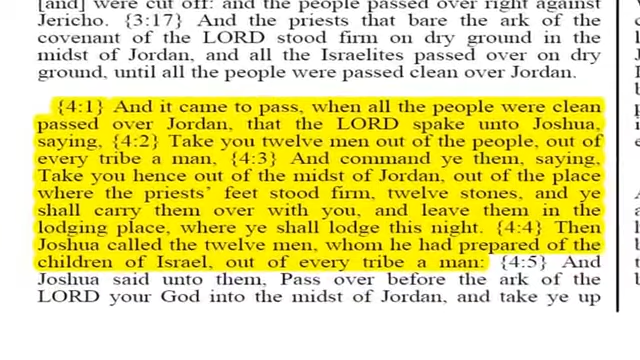 [and] were cut off: and the people passed over right against
Jericho. {3:17} And the priests that bare the ark of the
covenant of the LORD stood firm on dry ground in the
midst of Jordan, and all the Israelites passed over on dry
ground, until all the people were passed clean over Jordan.
{4:1} And it came to pass, when all the people were clean
passed over Jordan, that the LORD spake unto Joshua,
saying, {4:2} Take you twelve men out of the people, out of
every tribe a man, {4:3} And command ye them, saying,
Take you hence out of the midst of Jordan, out of the place
where the priests’ feet stood firm, twelve stones, and ye
shall carry them over with you, and leave them in the
lodging place, where ye shall lodge this night. {4:4} Then
Joshua called the twelve men, whom he had prepared of the
children of Israel, out of every tribe a man: {4:5} And
Joshua said unto them, Pass over before the ark of the
LORD your God into the midst of Jordan, and take ye up